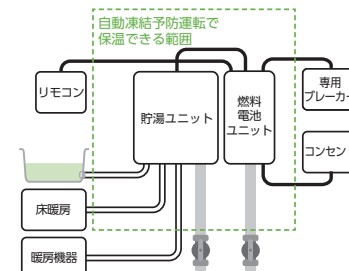 自動凍結予防運転で
保温できる範囲
リモコン
貯湯ユニット
燃料
電池
ユニット
専用
ブレーカー
コンセン
床暖房
暖房機器